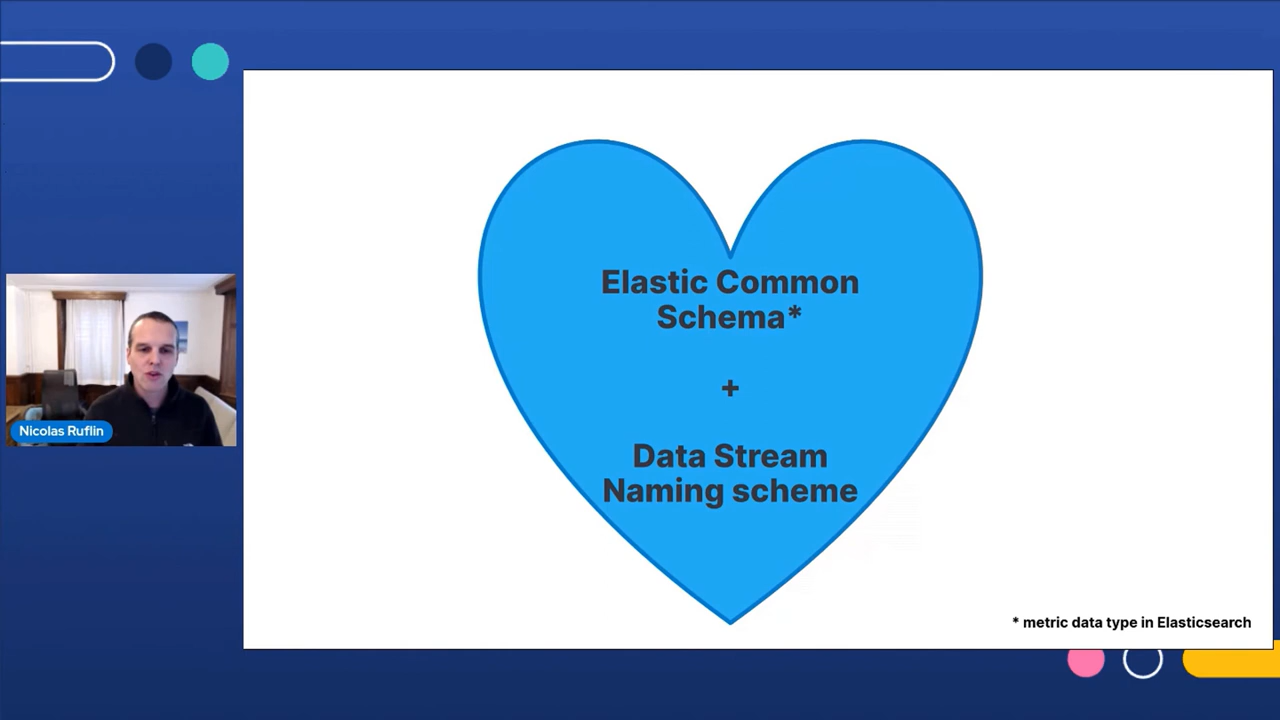 Elastic Common
Schema*
+
Data Stream
Naming scheme
Nicolas Ruflin
* metric data type in Elasticsearch